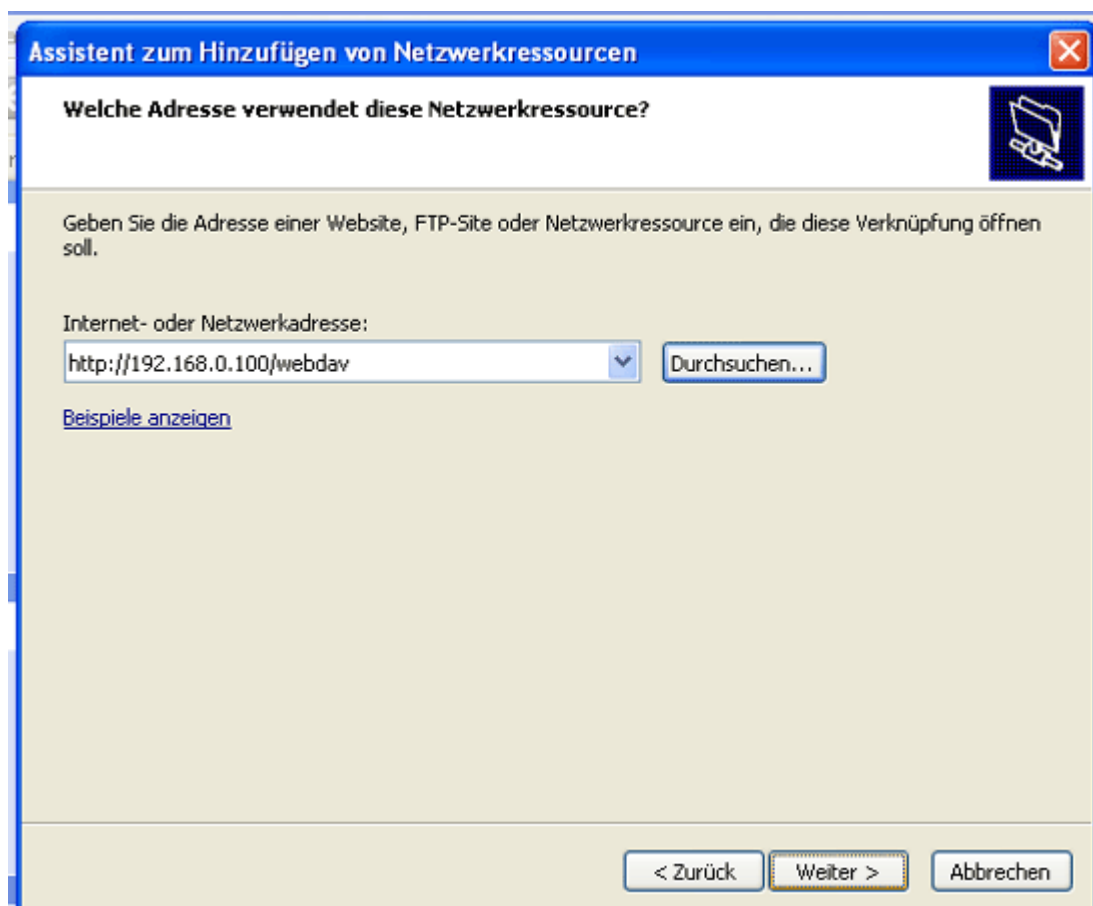 Assistent zum Hinzufügen von Netzwerkressourcen
Welche Adresse verwendet diese Netzwerkressource?
Geben Sie die Adresse einer Website, FTP-Site oder Netzwerkressource ein, die diese Verknüpfung öffnen
soll.
Internet- oder Netzwerkadresse:
http://192.168.0.100/webdav
Durchsuchen...
Beispiele anzeigen
< Zurück
Weiter >
Abbrechen